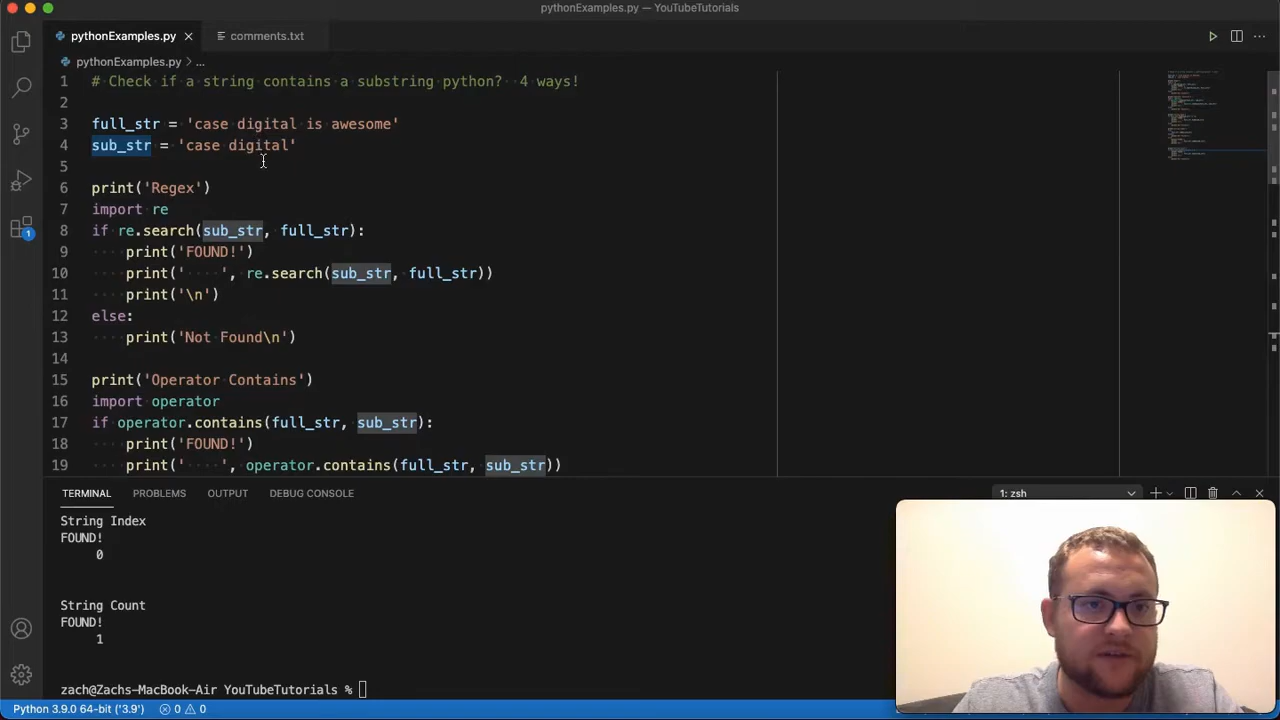 pythonExamples.py — YouTubeTutorials
pythonExamples.py
comments.txt
pythonExamples.py > ...
1 # Check if a string contains a substring python?  4 ways!
2
3 full_str = 'case digital is awesome'
4 sub_str = 'case digital'
5
6 print('Regex')
7 import re
8 if re.search(sub_str, full_str):
9     print('FOUND!')
10     print('    ', re.search(sub_str, full_str))
11     print('\n')
12 else:
13     print('Not Found\n')
14
15 print('Operator Contains')
16 import operator
17 if operator.contains(full_str, sub_str):
18     print('FOUND!')
19     print('    ', operator.contains(full_str, sub_str))
1
TERMINAL PROBLEMS OUTPUT DEBUG CONSOLE 1: zsh
String Index
FOUND!
0
String Count
FOUND!
1
zach@Zachs-MacBook-Air YouTubeTutorials %
Python 3.9.0 64-bit ('3.9') 0 0